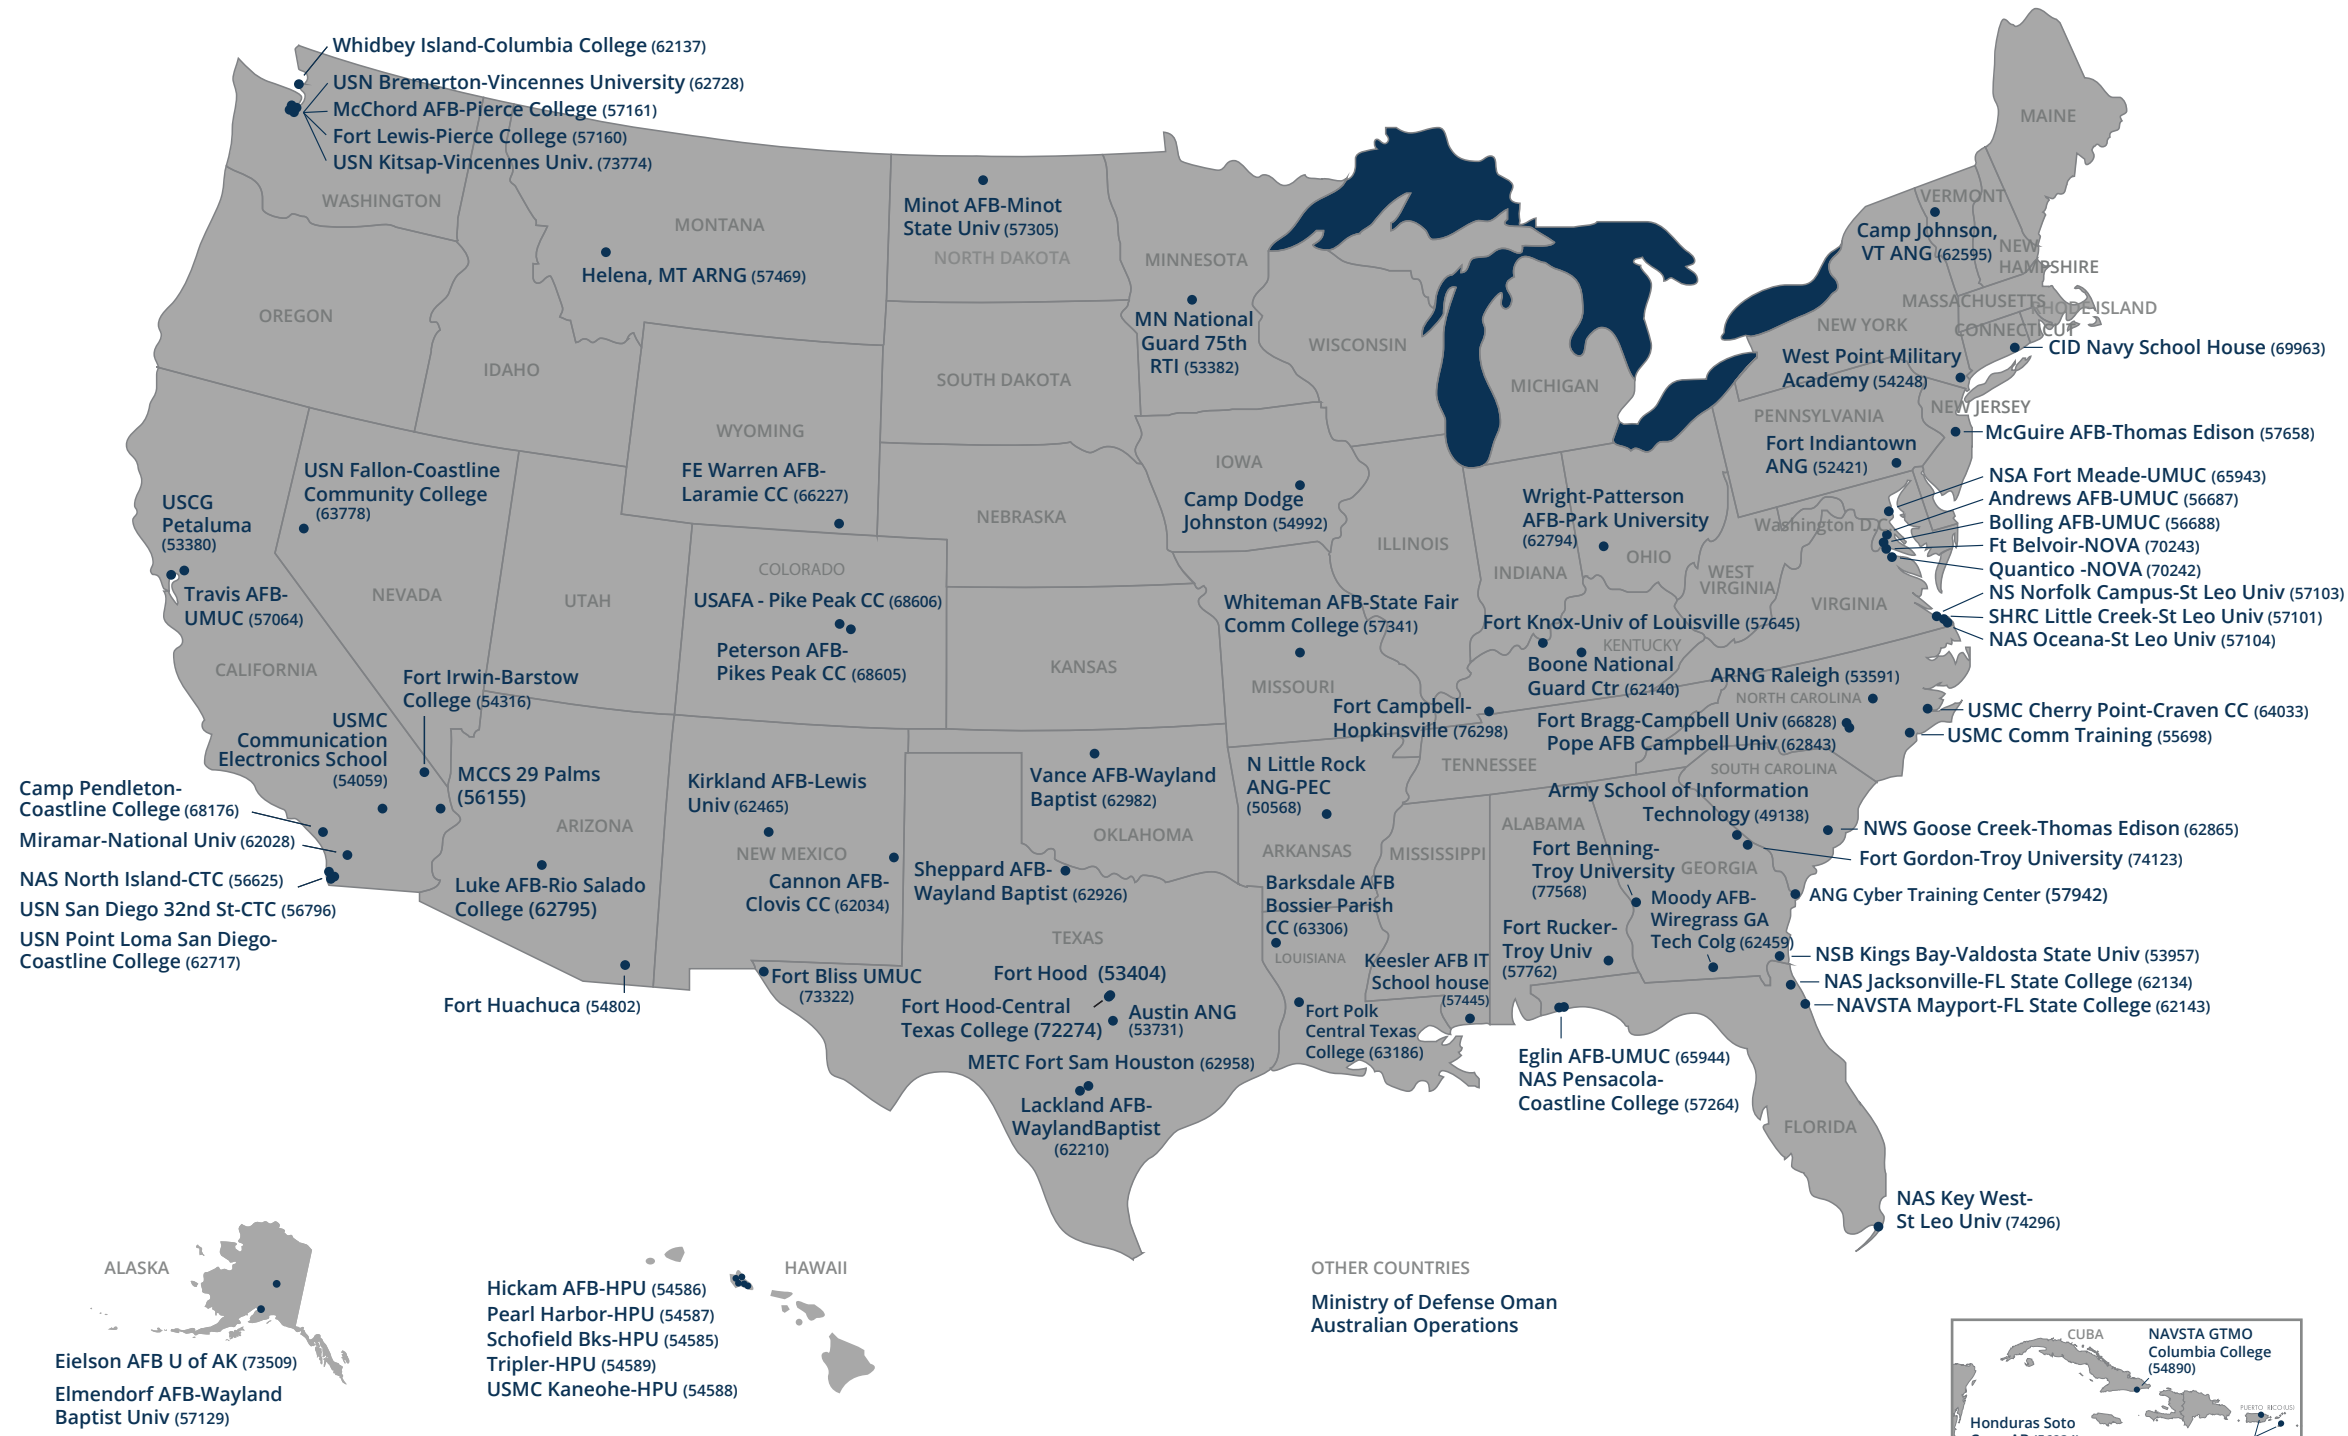 Whidbey Island-Columbia College (62137)
USN Bremerton-Vincennes University (62728)
McChord AFB-Pierce College (57161)
Fort Lewis-Pierce College (57160)
USN Kitsap-Vincennes Univ. (73774)
WASHINGTON
OREGON
IDAHO
MONTANA
Helena, MT ARNG (57469)
Minot AFB-Minot
State Univ (57305)
NORTH DAKOTA
SOUTH DAKOTA
MINNESOTA
MN National
Guard 75th
RTI (53382)
WISCONSIN
MICHIGAN
MAINE
VERMONT
Camp Johnson,
VT ANG (62595)
NEW
HAMPSHIRE
MASSACHUSETTS
RHODE ISLAND
CONNECTICUT
NEW YORK
CID Navy School House (69963)
West Point Military
Academy (54248)
NEW JERSEY
PENNSYLVANIA
McGuire AFB-Thomas Edison (57658)
Fort Indiantown
ANG (52421)
NSA Fort Meade-UMUC (65943)
Andrews AFB-UMUC (56687)
Bolling AFB-UMUC (56688)
Ft Belvoir-NOVA (70243)
Quantico -NOVA (70242)
NS Norfolk Campus-St Leo Univ (57103)
SHRC Little Creek-St Leo Univ (57101)
NAS Oceana-St Leo Univ (57104)
Washington D.C.
WYOMING
FE Warren AFB-
Laramie CC (66227)
USN Fallon-Coastline
Community College
(63778)
USCG
Petaluma
(53380)
Travis AFB-
UMUC (57064)
NEVADA
UTAH
CALIFORNIA
COLORADO
USAFA - Pike Peak CC (68606)
Peterson AFB-
Pikes Peak CC (68605)
NEBRASKA
KANSAS
IOWA
Camp Dodge
Johnston (54992)
ILLINOIS
INDIANA
Wright-Patterson
AFB-Park University
(62794)
OHIO
WEST
VIRGINIA
VIRGINIA
Whiteman AFB-State Fair
Comm College (57341)
MISSOURI
Fort Knox-Univ of Louisville (57645)
KENTUCKY
Boone National
Guard Ctr (62140)
Fort Campbell-
Hopkinsville (76298)
ARNG Raleigh (53591)
NORTH CAROLINA
Fort Bragg-Campbell Univ (66828)
Pope AFB Campbell Univ (62843)
USMC Cherry Point-Craven CC (64033)
USMC Comm Training (55698)
TENNESSEE
SOUTH CAROLINA
Fort Irwin-Barstow
College (54316)
USMC
Communication
Electronics School
(54059)
MCCS 29 Palms
(56155)
Camp Pendleton-
Coastline College (68176)
Miramar-National Univ (62028)
NAS North Island-CTC (56625)
USN San Diego 32nd St-CTC (56796)
USN Point Loma San Diego-
Coastline College (62717)
ARIZONA
Luke AFB-Rio Salado
College (62795)
Fort Huachuca (54802)
Kirkland AFB-Lewis
Univ (62465)
NEW MEXICO
Cannon AFB-
Clovis CC (62034)
Vance AFB-Wayland
Baptist (62982)
OKLAHOMA
Sheppard AFB-
Wayland Baptist (62926)
N Little Rock
ANG-PEC
(50568)
ARKANSAS
Barksdale AFB
Bossier Parish
CC (63306)
LOUISIANA
MISSISSIPPI
ALABAMA
Army School of Information
Technology (49138)
Fort Benning-
Troy University
(77568)
GEORGIA
Moody AFB-
Wiregrass GA
Tech Colg (62459)
Fort Rucker-
Troy Univ
(57762)
Keesler AFB IT
School house
(57445)
NWS Goose Creek-Thomas Edison (62865)
Fort Gordon-Troy University (74123)
ANG Cyber Training Center (57942)
NSB Kings Bay-Valdosta State Univ (53957)
NAS Jacksonville-FL State College (62134)
NAVSTA Mayport-FL State College (62143)
TEXAS
Fort Bliss UMUC
(73322)
Fort Hood (53404)
Fort Hood-Central
Texas College (72274)
Austin ANG
(53731)
METC Fort Sam Houston (62958)
Lackland AFB-
WaylandBaptist
(62210)
Fort Polk
Central Texas
College (63186)
Eglin AFB-UMUC (65944)
NAS Pensacola-
Coastline College (57264)
FLORIDA
NAS Key West-
St Leo Univ (74296)
ALASKA
Eielson AFB U of AK (73509)
Elmendorf AFB-Wayland
Baptist Univ (57129)
HAWAII
Hickam AFB-HPU (54586)
Pearl Harbor-HPU (54587)
Schofield Bks-HPU (54585)
Tripler-HPU (54589)
USMC Kaneohe-HPU (54588)
OTHER COUNTRIES
Ministry of Defense Oman
Australian Operations
CUBA
NAVSTA GTMO
Columbia College
(54890)
PUERTO RICO (US)
Honduras Soto